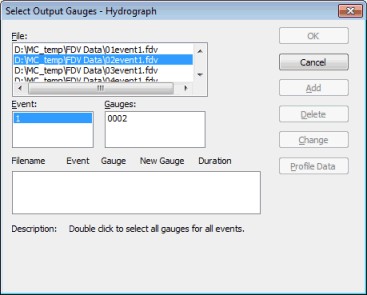 Select Output Gauges - Hydrograph
File:
D:\MC_temp\FDV Data\01event1.fdv
D:\MC_temp\FDV Data\02event1.fdv
D:\MC_temp\FDV Data\03event1.fdv
D:\MC_temp\FDV Data\04event1.fdv
Event:
1
Gauges:
0002
Filename Event Gauge New Gauge Duration
Description: Double click to select all gauges for all events.
OK
Cancel
Add
Delete
Change
Profile Data